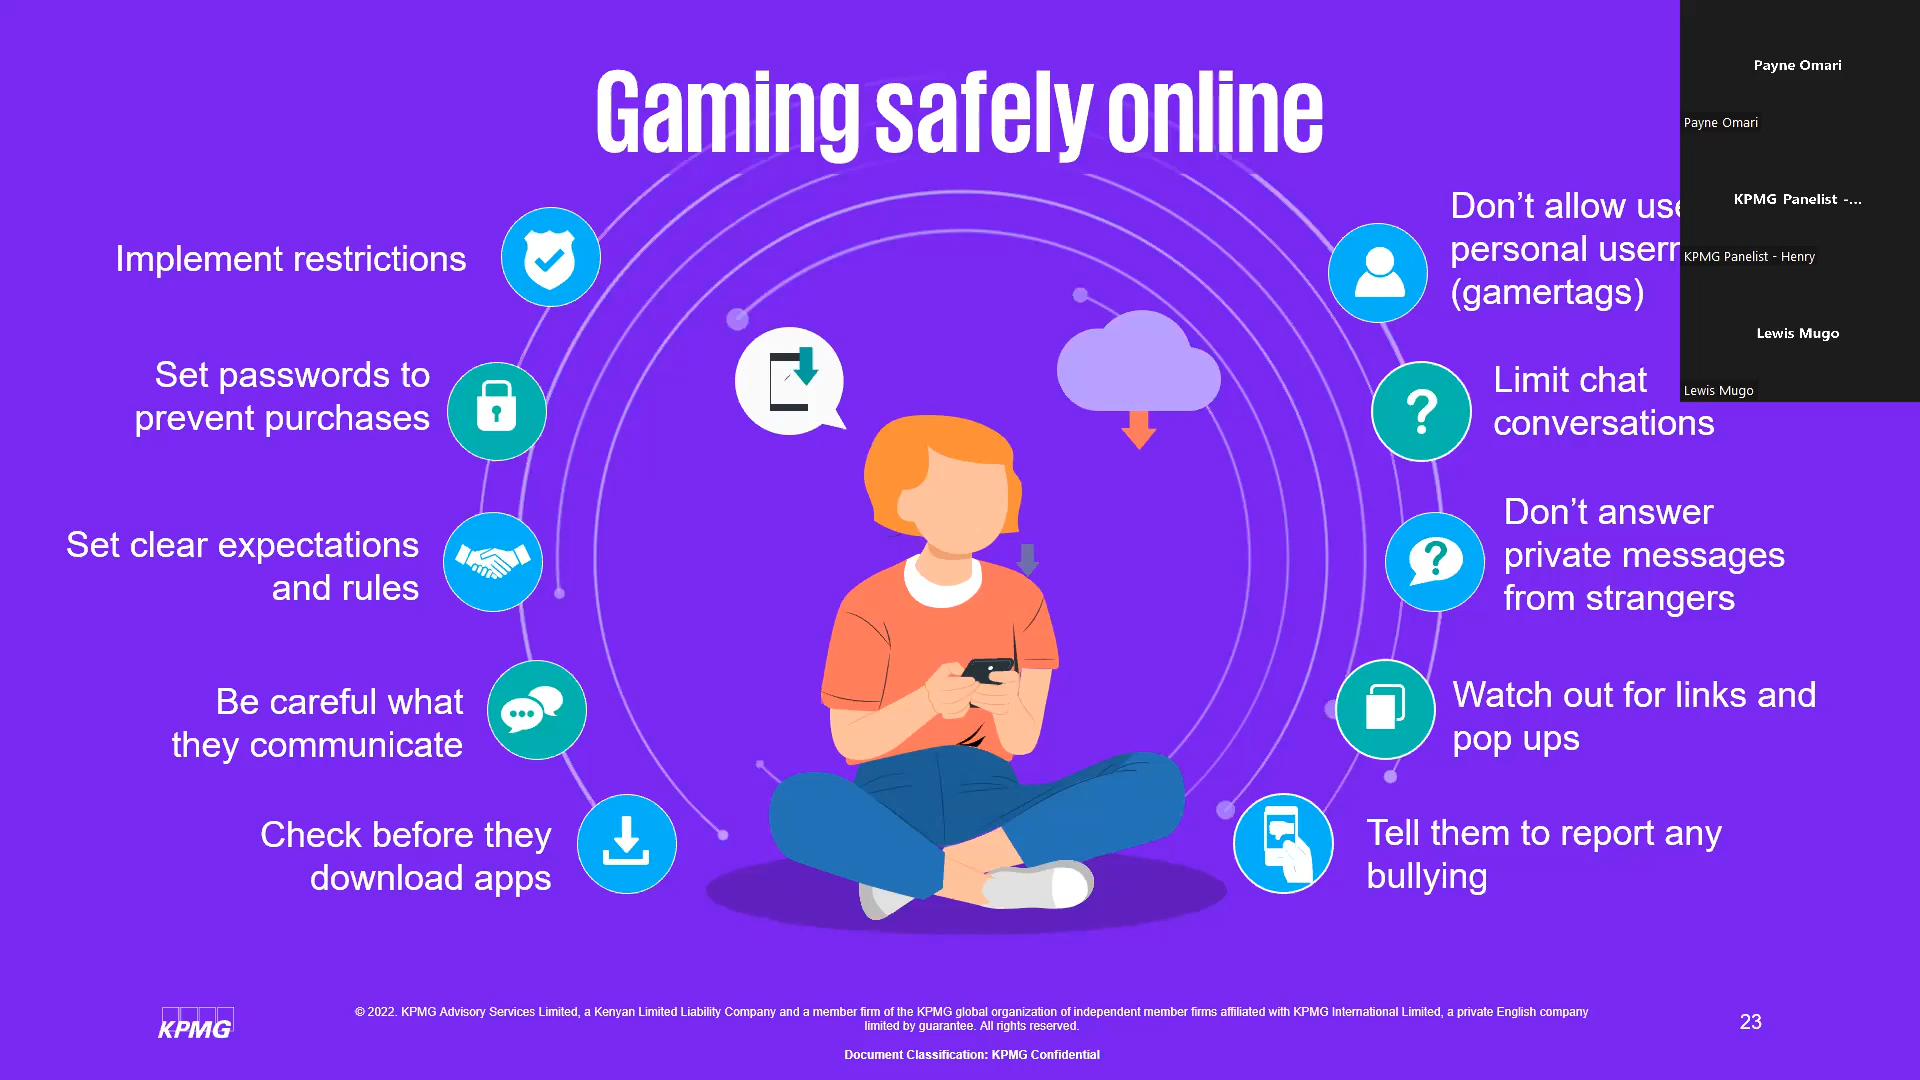 Gaming safely online
Implement restrictions
Set passwords to
prevent purchases
Set clear expectations
and rules
Be careful what
they communicate
Check before they
download apps
Don’t allow
personal
(gamertags)
Limit chat
conversations
Don’t answer
private messages
from strangers
Watch out for links and
pop ups
Tell them to report any
bullying
Payne Omari
Payne Omari
KPMG Panelist -...
KPMG Panelist - Henry
Lewis Mugo
Lewis Mugo
KPMG
© 2022. KPMG Advisory Services Limited, a Kenyan Limited Liability Company and a member firm of the KPMG global organization of independent member firms affiliated with KPMG International Limited, a private English company
limited by guarantee. All rights reserved.
Document Classification: KPMG Confidential
23